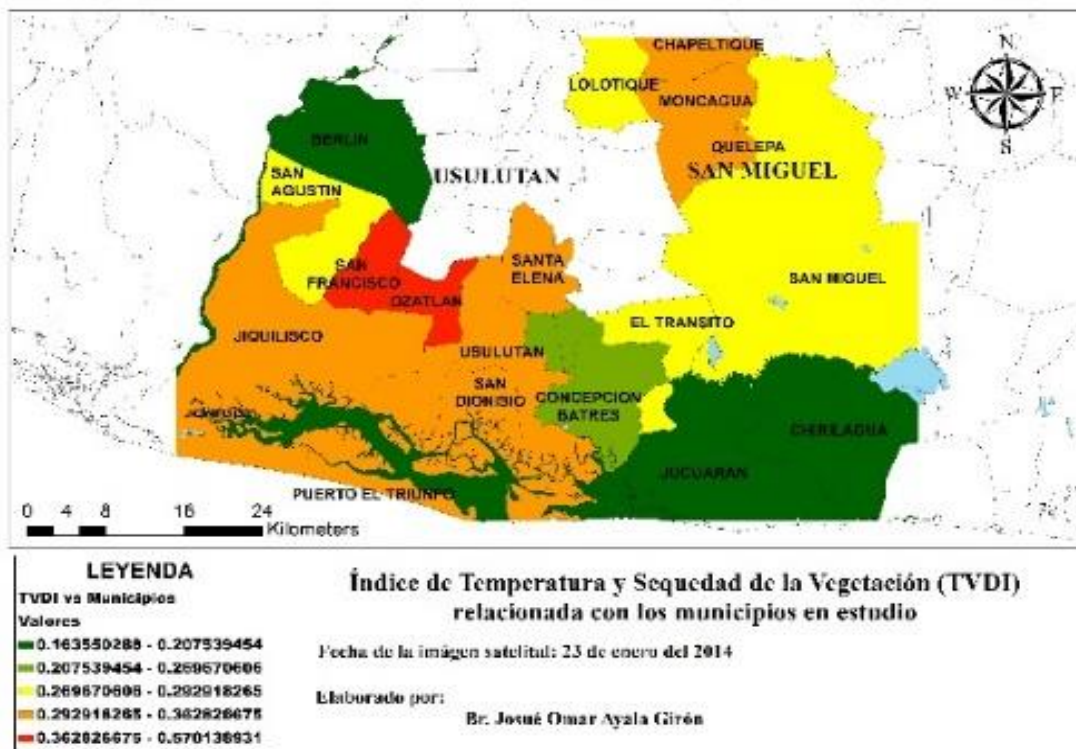 CHAPELTIQUE
LOLOTIQUE
MONCAGUA
QUELEPA
SAN MIGUEL
N
W
E
S
BERLIN
USULUTAN
SAN
AGUSTIN
SAN
FRANCISCO
OZATLAN
SANTA
ELENA
SAN MIGUEL
EL TRANSITO
JIQUILISCO
USULUTAN
SAN
DIONISIO
CONCEPCION
BATRES
CHIRILAGUA
JUCUARAN
PUERTO EL TRIUNFO
0 4 8 16 24
Kilometers
LEYENDA
TVDI vs Municipios
Valores
0.163550288 - 0.207539454
0.207539454 - 0.269670606
0.269670606 - 0.292918265
0.292918265 - 0.362826675
0.362826675 - 0.570138931
Índice de Temperatura y Sequedad de la Vegetación (TVDI)
relacionada con los municipios en estudio
Fecha de la imágen satelital: 23 de enero del 2014
Elaborado por:
Br. Josué Omar Ayala Girón